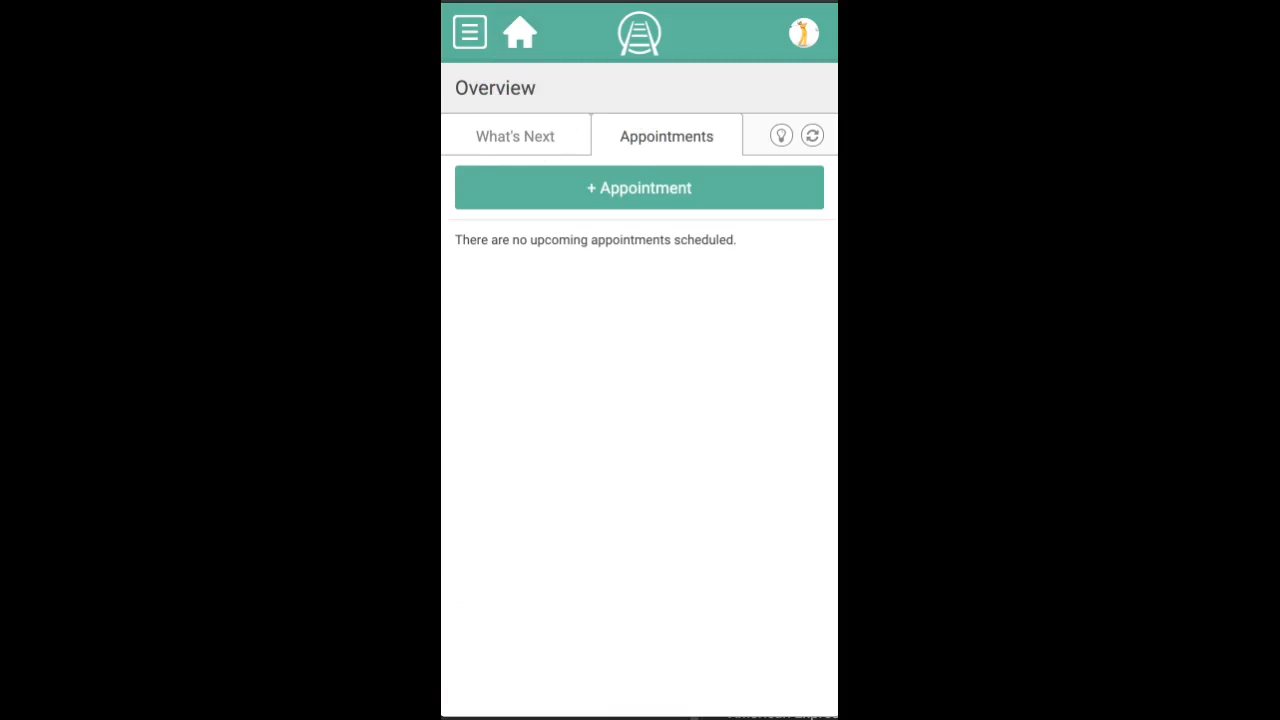 Overview
What's Next
Appointments
+ Appointment
There are no upcoming appointments scheduled.